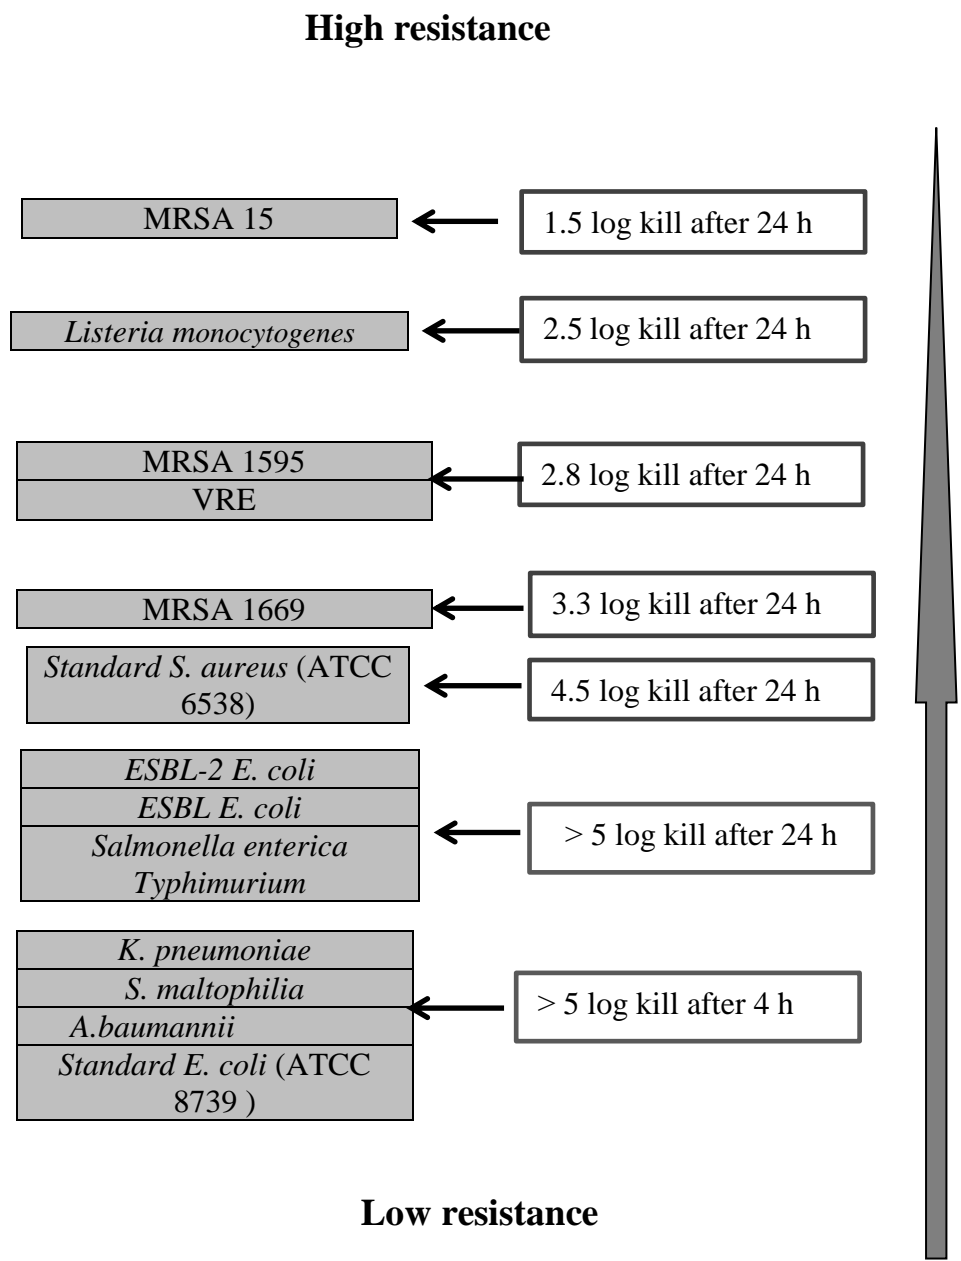 High resistance
MRSA 15
1.5 log kill after 24 h
Listeria monocytogenes
2.5 log kill after 24 h
MRSA 1595
VRE
2.8 log kill after 24 h
MRSA 1669
3.3 log kill after 24 h
Standard S. aureus (ATCC
6538)
4.5 log kill after 24 h
ESBL-2 E. coli
ESBL E. coli
Salmonella enterica
Typhimurium
> 5 log kill after 24 h
K. pneumoniae
S. maltophilia
A.baumannii
Standard E. coli (ATCC
8739 )
> 5 log kill after 4 h
Low resistance